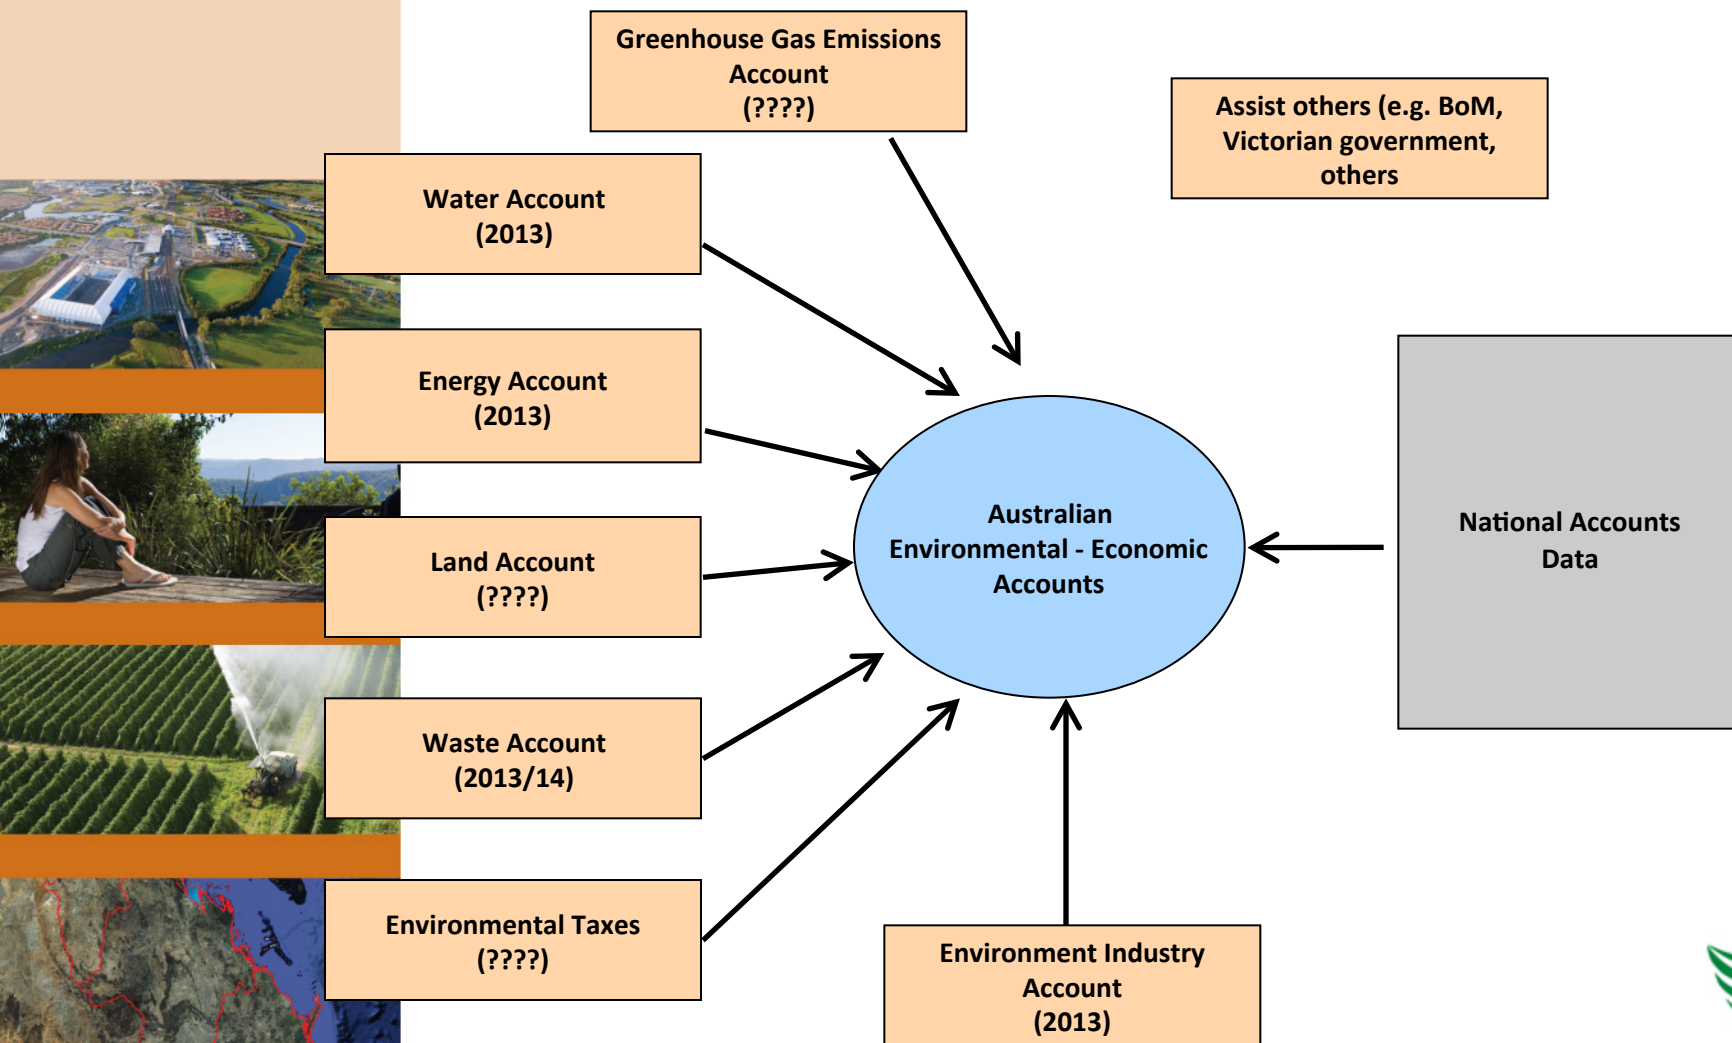 Greenhouse Gas Emissions
Account
(????)
Assist others (e.g. BoM,
Victorian government,
others
Water Account
(2013)
Energy Account
(2013)
Land Account
(????)
Waste Account
(2013/14)
Environmental Taxes
(????)
Australian
Environmental - Economic
Accounts
National Accounts
Data
Environment Industry
Account
(2013)